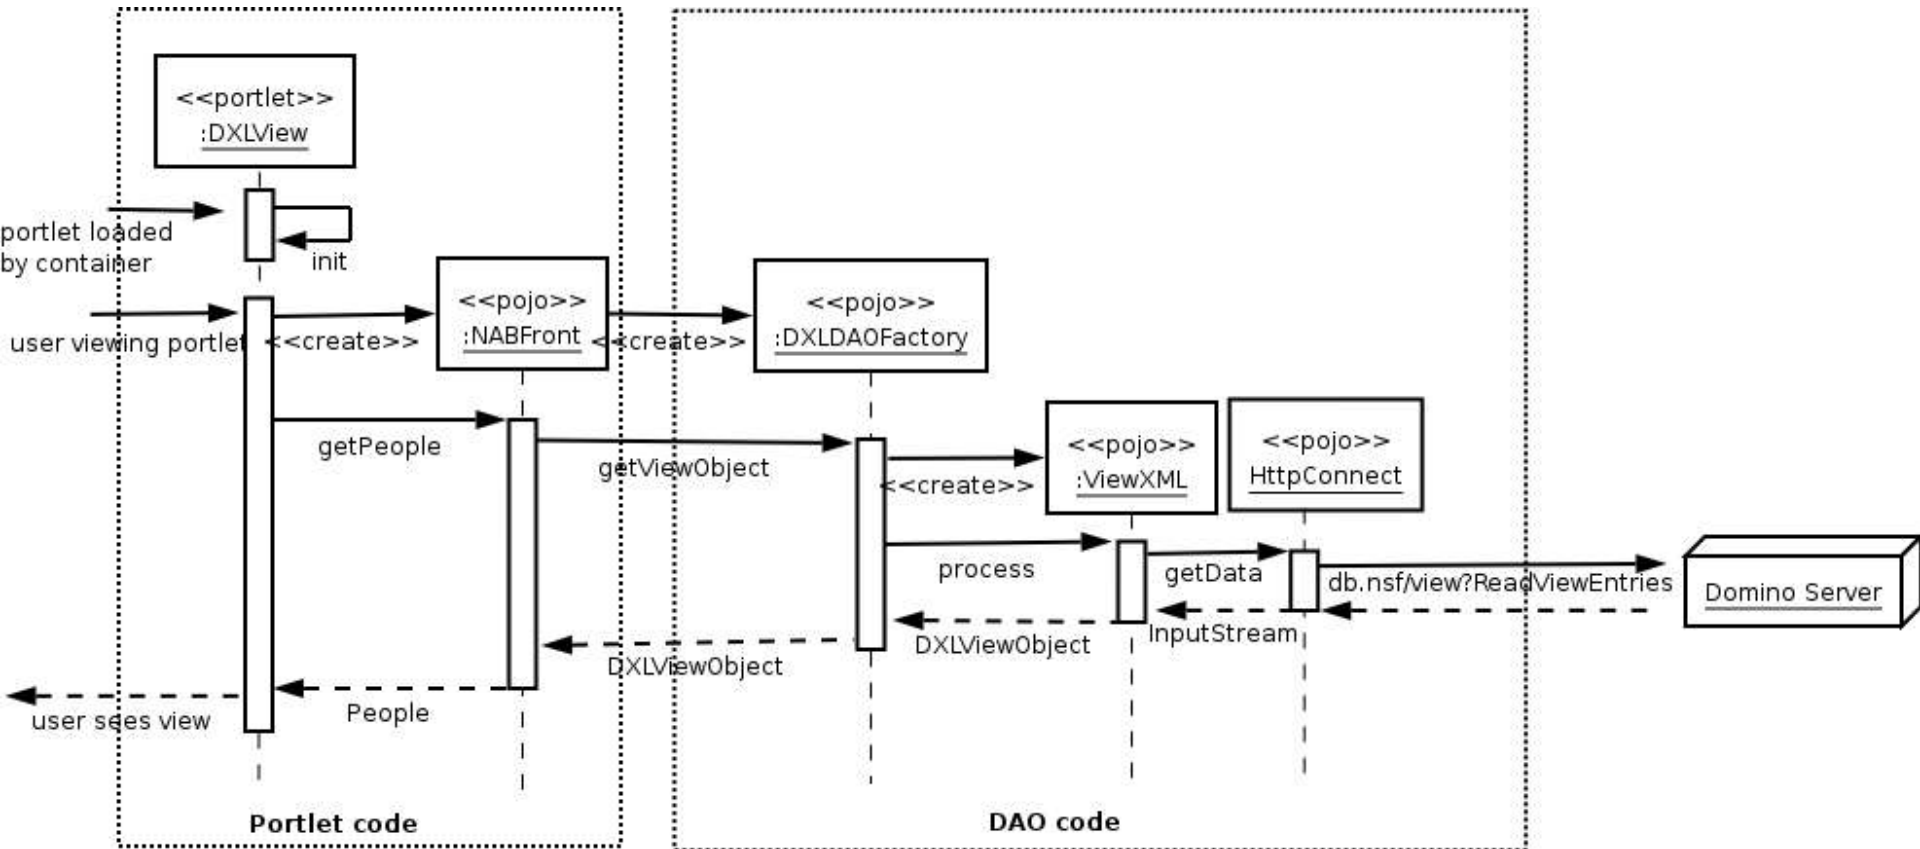 <<portlet>>
:DXLView
portlet loaded
by container
init
<<pojo>>
:NABFront
<<pojo>>
:DXLDAOFactory
user viewing portlet
<<create>>
<<create>>
getPeople
getViewObject
<<create>>
<<pojo>>
:ViewXML
<<pojo>>
HttpConnect
process
getData
db.nsf/view?ReadViewEntries
Domino Server
InputStream
DXLViewObject
DXLViewObject
People
user sees view
Portlet code
DAO code